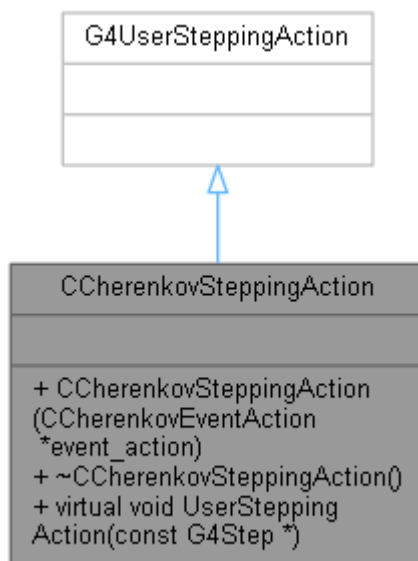 G4UserSteppingAction
CCherenkovSteppingAction
+ CCherenkovSteppingAction
(CCherenkovEventAction
*event_action)
+ ~CCherenkovSteppingAction()
+ virtual void UserStepping
Action(const G4Step *)